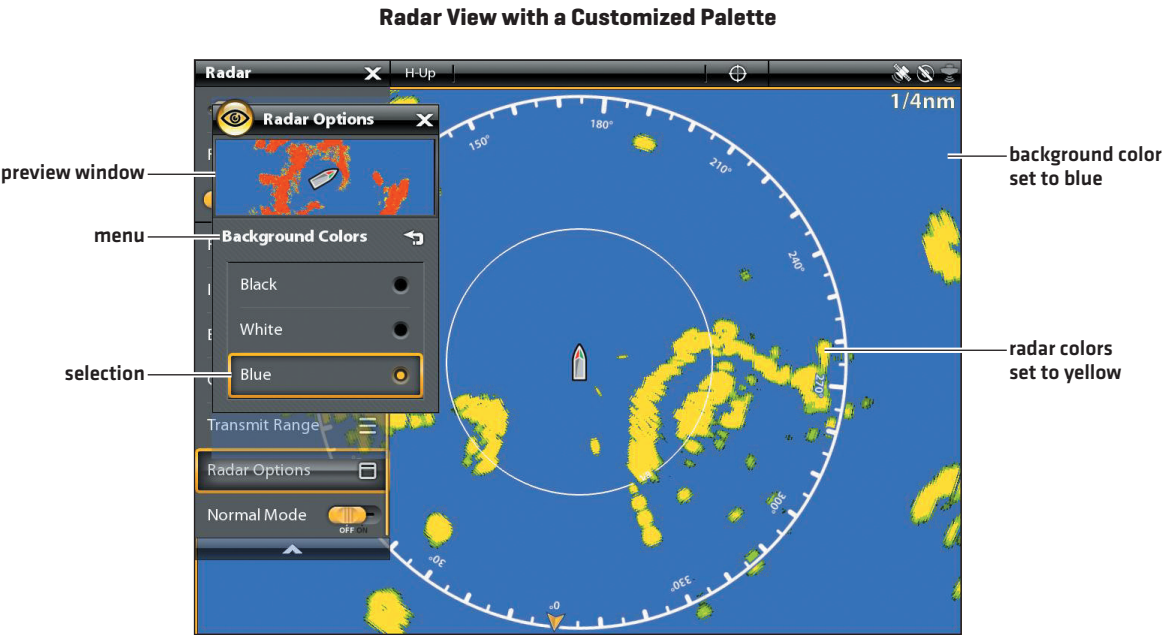 Radar View with a Customized Palette
Radar
H-Up
1/4nm
Radar Options
preview window
background color
set to blue
menu
Background Colors
Black
White
selection
Blue
radar colors
set to yellow
Transmit Range
Radar Options
Normal Mode
OFF ON
150°
180°
210°
240°
270°
300°
330°
0°
30°